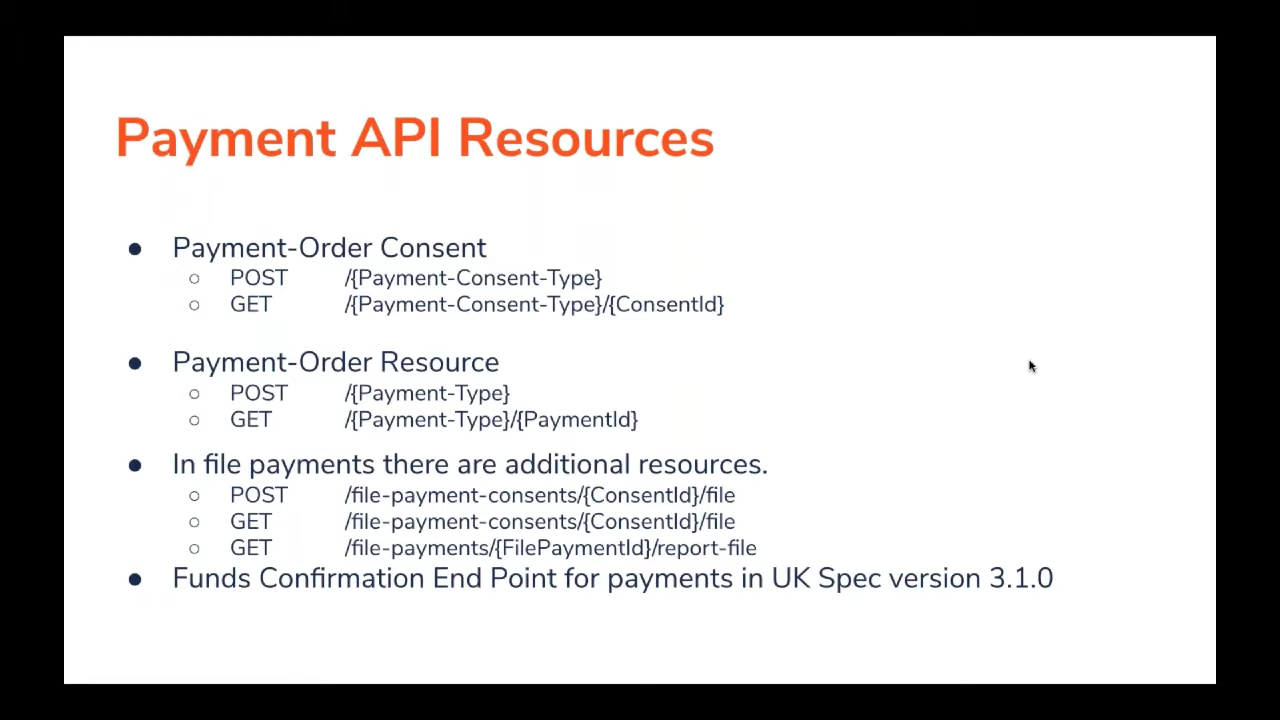 Payment API Resources
● Payment-Order Consent
○ POST /{Payment-Consent-Type}
○ GET /{Payment-Consent-Type}/{ConsentId}
● Payment-Order Resource
○ POST /{Payment-Type}
○ GET /{Payment-Type}/{PaymentId}
● In file payments there are additional resources.
○ POST /file-payment-consents/{ConsentId}/file
○ GET /file-payment-consents/{ConsentId}/file
○ GET /file-payments/{FilePaymentId}/report-file
● Funds Confirmation End Point for payments in UK Spec version 3.1.0